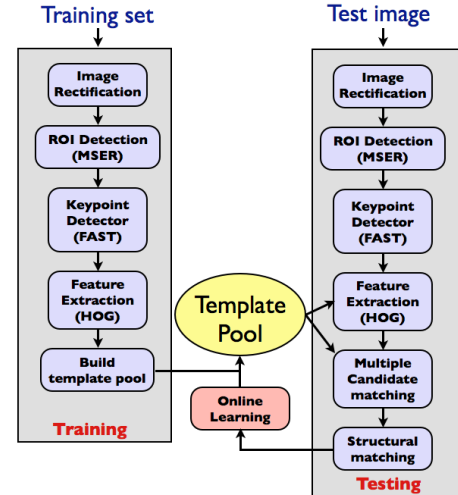 Training set
Image
Rectification
ROI Detection
(MSER)
Keypoint
Detector
(FAST)
Feature
Extraction
(HOG)
Build
template pool
Training
Template
Pool
Online
Learning
Test image
Image
Rectification
ROI Detection
(MSER)
Keypoint
Detector
(FAST)
Feature
Extraction
(HOG)
Multiple
Candidate
matching
Structural
matching
Testing